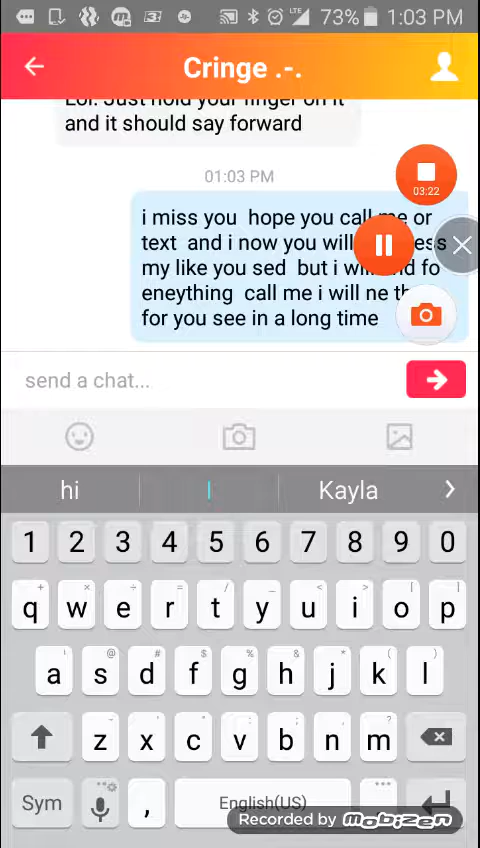 LTE 73% 1:03 PM
Cringe .-.
Lol. Just hold your finger on it
and it should say forward
01:03 PM
03:22
i miss you hope you call me or
text and i now you will
my like you sed but i will fo
eneything call me i will ne
for you see in a long time
send a chat...
hi I Kayla
1 2 3 4 5 6 7 8 9 0
q w e r t y u i o p
a s d f g h j k l
z x c v b n m
Sym , English(US)
Recorded by mobizen